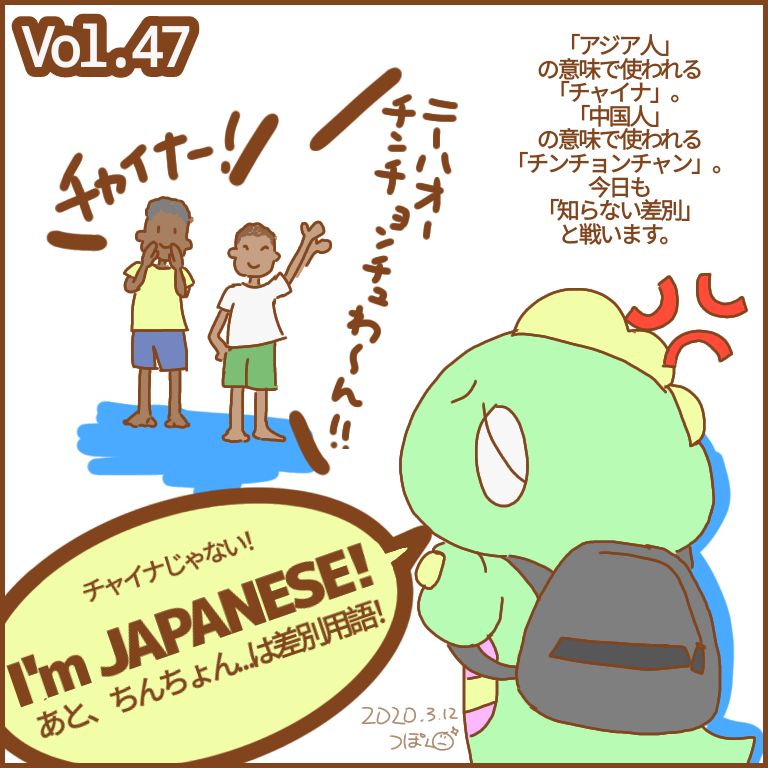 Vol.47
「アジア人」
の意味で使われる
「チャイナ」。
「中国人」
の意味で使われる
「チンチョンチャン」。
今日も
「知らない差別」
と戦います。
チャイナー!
ニーハオー
チンチョンチュわ〜ん!!
チャイナじゃない!
I'm JAPANESE!
あと、ちんちょん...は差別用語!
2020.3.12
つぽん